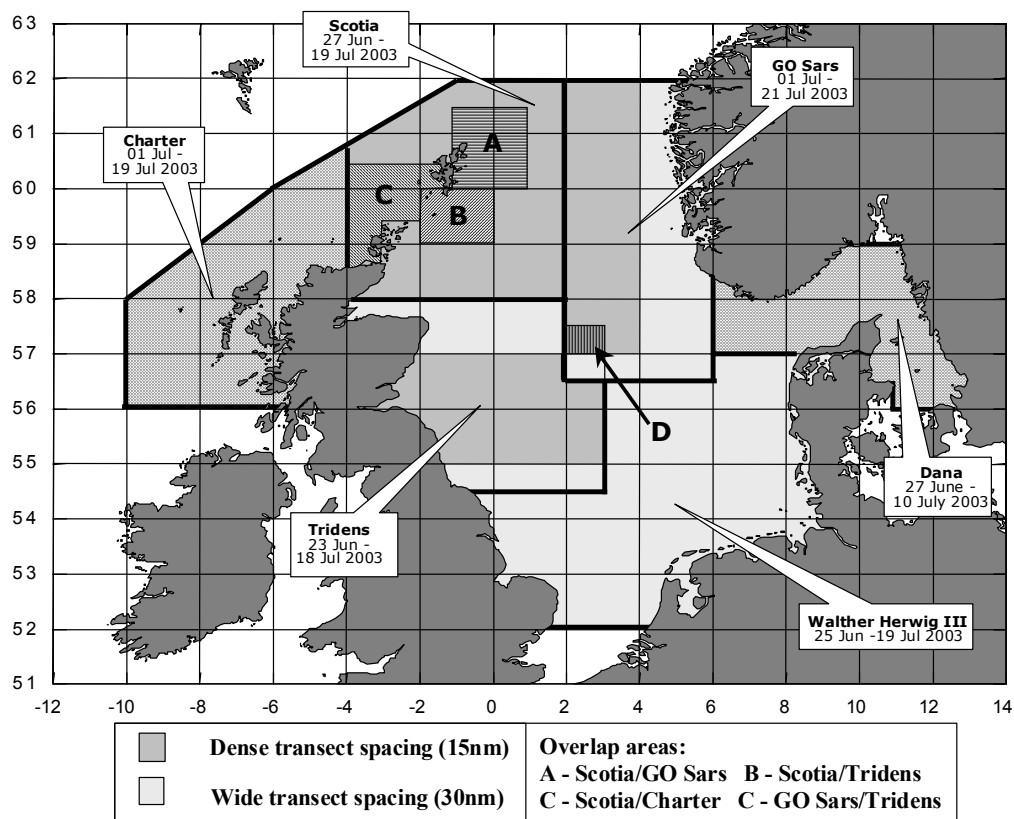 63
62
61
60
59
58
57
56
55
54
53
52
51
-12
-10
-8
-6
-4
-2
0
2
4
6
8
10
12
14
Scotia
27 Jun -
19 Jul 2003
GO Sars
01 Jul -
21 Jul 2003
Charter
01 Jul -
19 Jul 2003
A
C
B
D
Dana
27 June -
10 July 2003
Tridens
23 Jun -
18 Jul 2003
Walther Herwig III
25 Jun -19 Jul 2003
Dense transect spacing (15nm)
Wide transect spacing (30nm)
Overlap areas:
A - Scotia/GO Sars B - Scotia/Tridens
C - Scotia/Charter C - GO Sars/Tridens